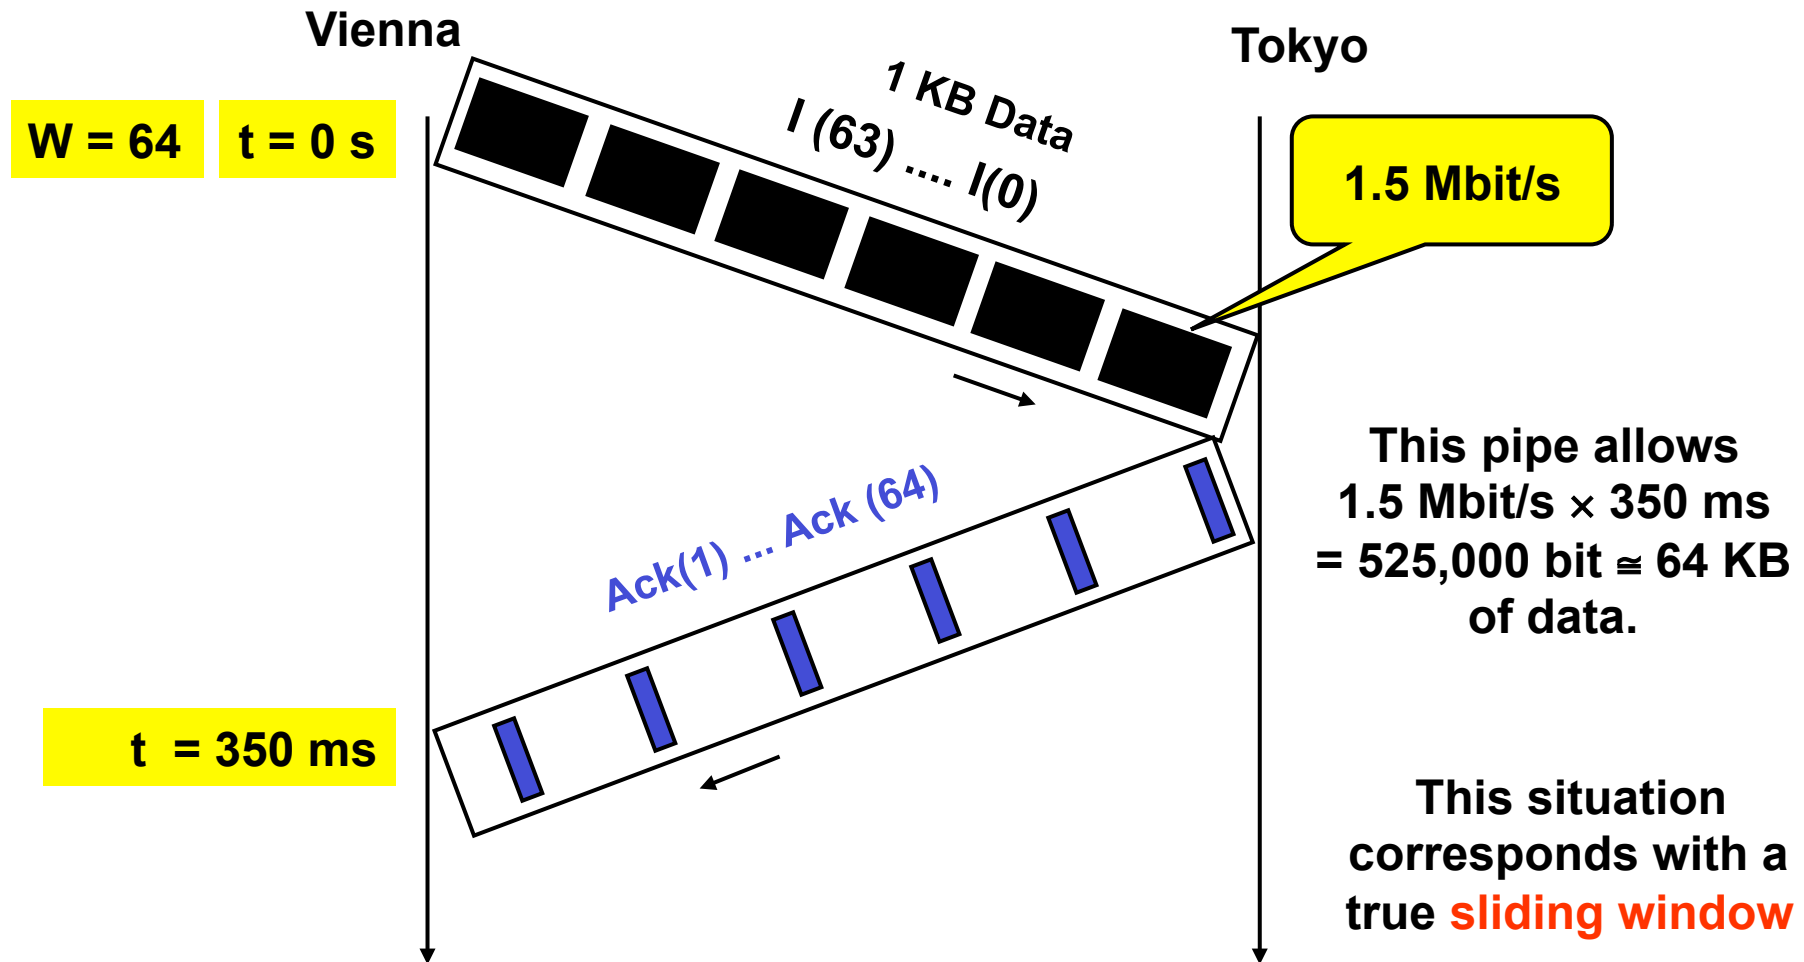 Vienna
Tokyo
W = 64
t = 0 s
1 KB Data
I (63) .... I(0)
1.5 Mbit/s
Ack(1) ... Ack (64)
This pipe allows
1.5 Mbit/s × 350 ms
= 525,000 bit ≅ 64 KB
of data.
t = 350 ms
This situation
corresponds with a
true sliding window